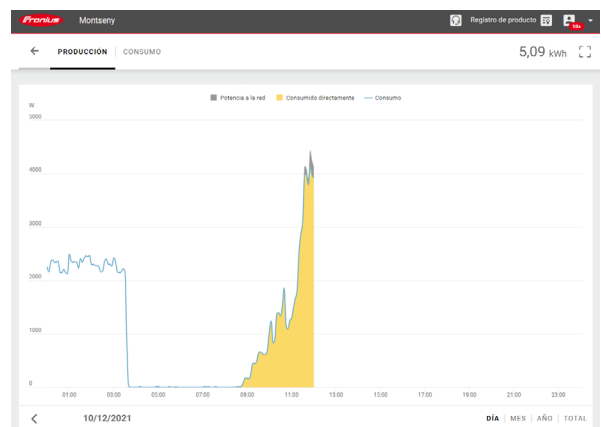 Fronius Montseny Registro de producto 10+
PRODUCCIÓN CONSUMO 5,09 kWh
Potencia a la red Consumido directamente Consumo
W
5000
4000
3000
2000
1000
0
01:00 03:00 05:00 07:00 09:00 11:00 13:00 15:00 17:00 19:00 21:00 23:00
10/12/2021 DÍA MES AÑO TOTAL